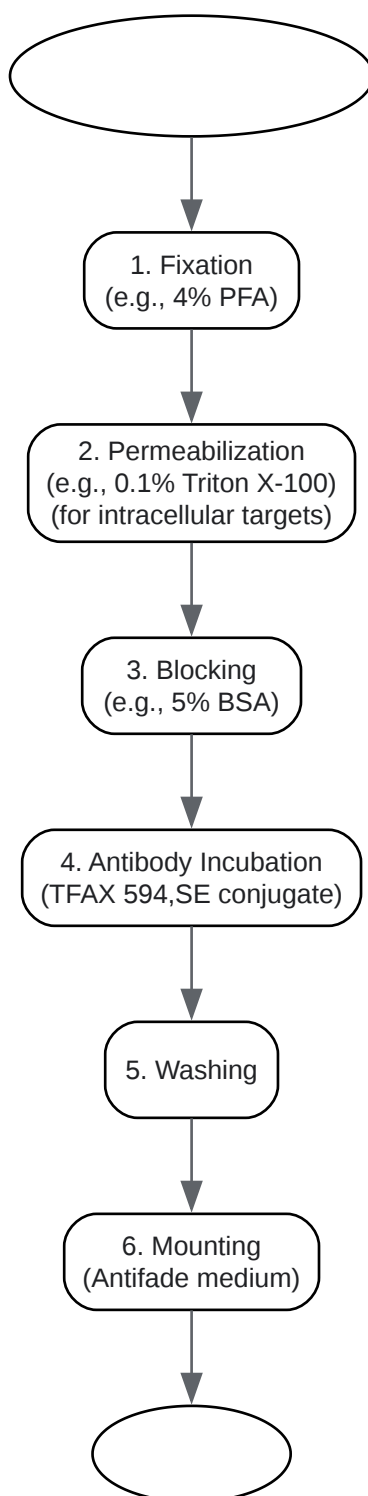 1. Fixation
(e.g., 4% PFA)
2. Permeabilization
(e.g., 0.1% Triton X-100)
(for intracellular targets)
3. Blocking
(e.g., 5% BSA)
4. Antibody Incubation
(TFAX 594,SE conjugate)
5. Washing
6. Mounting
(Antifade medium)